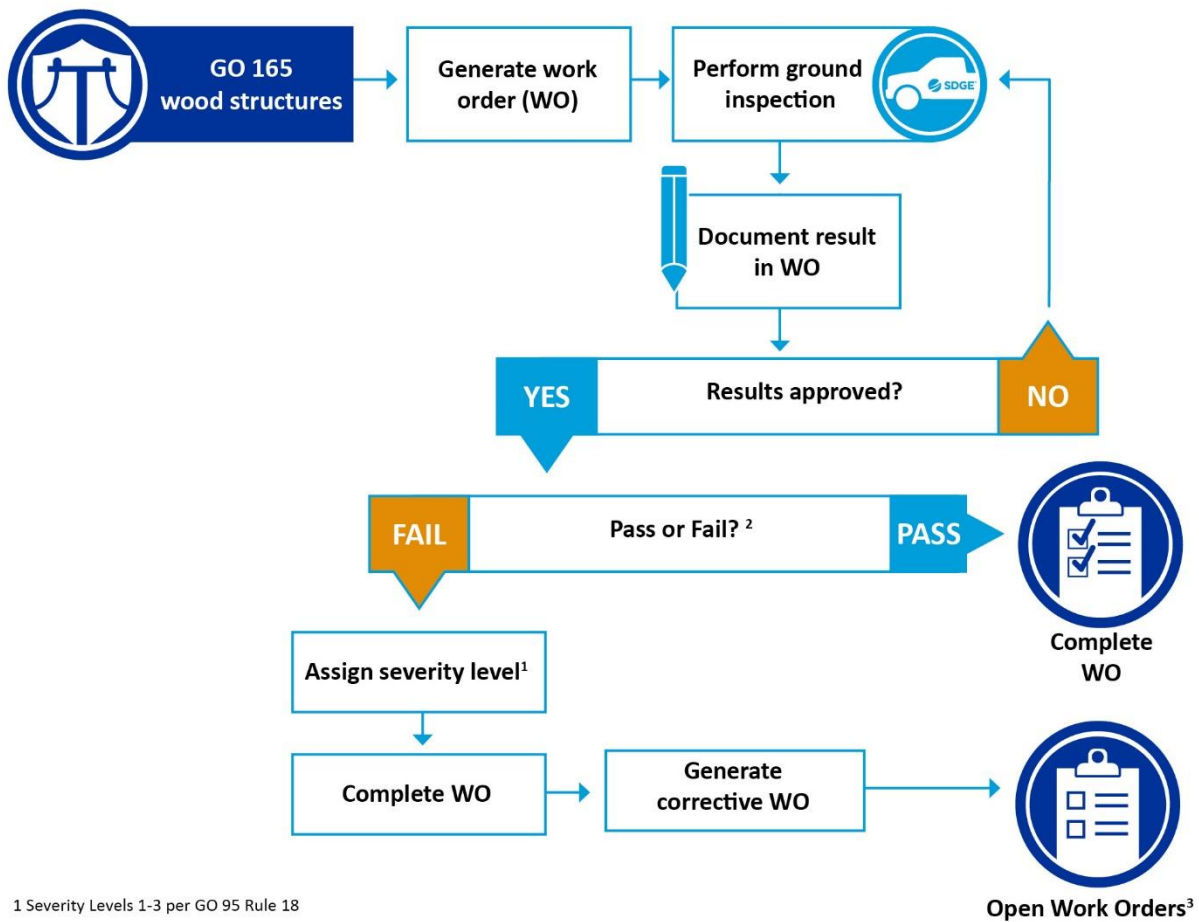 GO 165
wood structures
Generate work
order (WO)
Perform ground
inspection
SDGE
Document result
in WO
YES
Results approved?
NO
FAIL
Pass or Fail? ²
PASS
Complete
WO
Assign severity level¹
Complete WO
Generate
corrective WO
Open Work Orders³
1 Severity Levels 1-3 per GO 95 Rule 18